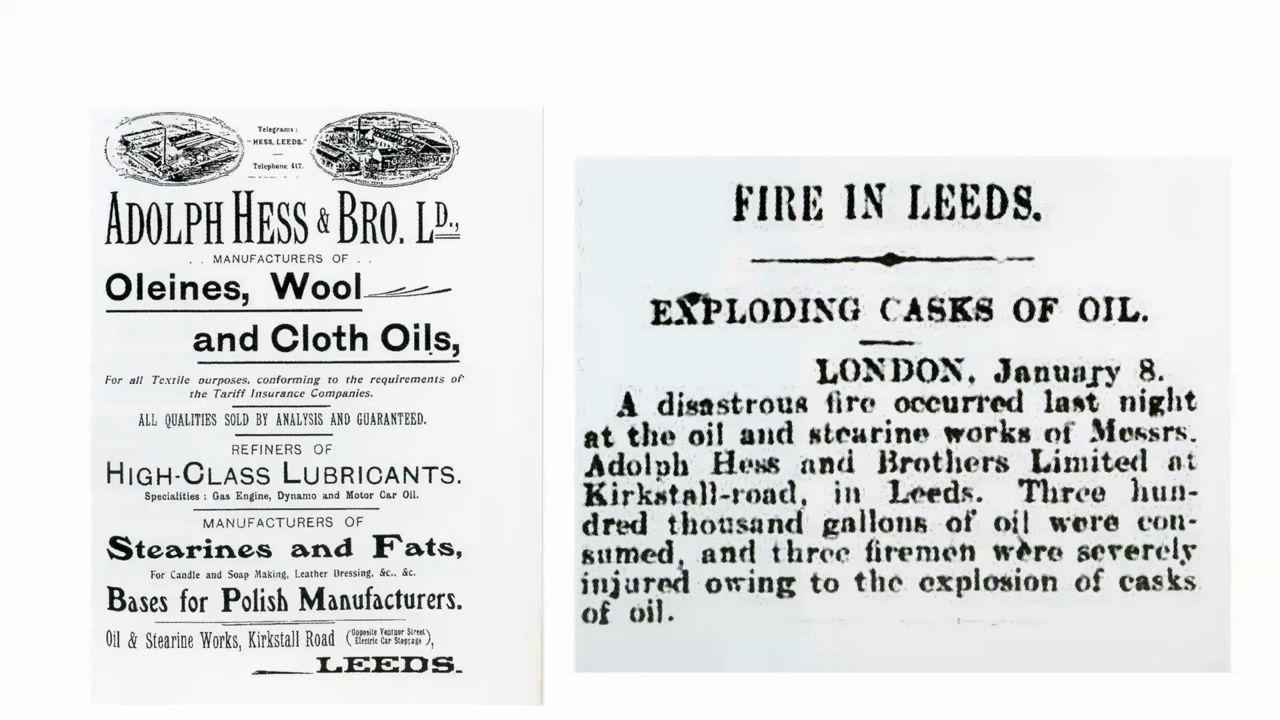 Telegrams:
"HESS, LEEDS."
Telephone 417.
ADOLPH HESS & BRO. LD.,
. . MANUFACTURERS OF . .
Oleines, Wool
and Cloth Oils,
For all Textile purposes, conforming to the requirements of
the Tariff Insurance Companies.
ALL QUALITIES SOLD BY ANALYSIS AND GUARANTEED.
REFINERS OF
HIGH-CLASS LUBRICANTS.
Specialities : Gas Engine, Dynamo and Motor Car Oil.
MANUFACTURERS OF
Stearines and Fats,
For Candle and Soap Making, Leather Dressing, &c., &c.
Bases for Polish Manufacturers.
Oil & Stearine Works, Kirkstall Road (Opposite Ventnor Street, Electric Car Stoppage),
LEEDS.
FIRE IN LEEDS.
EXPLODING CASKS OF OIL.
LONDON, January 8.
A disastrous fire occurred last night
at the oil and stearine works of Messrs.
Adolph Hess and Brothers Limited at
Kirkstall-road, in Leeds. Three hun-
dred thousand gallons of oil were con-
sumed, and three firemen were severely
injured owing to the explosion of casks
of oil.